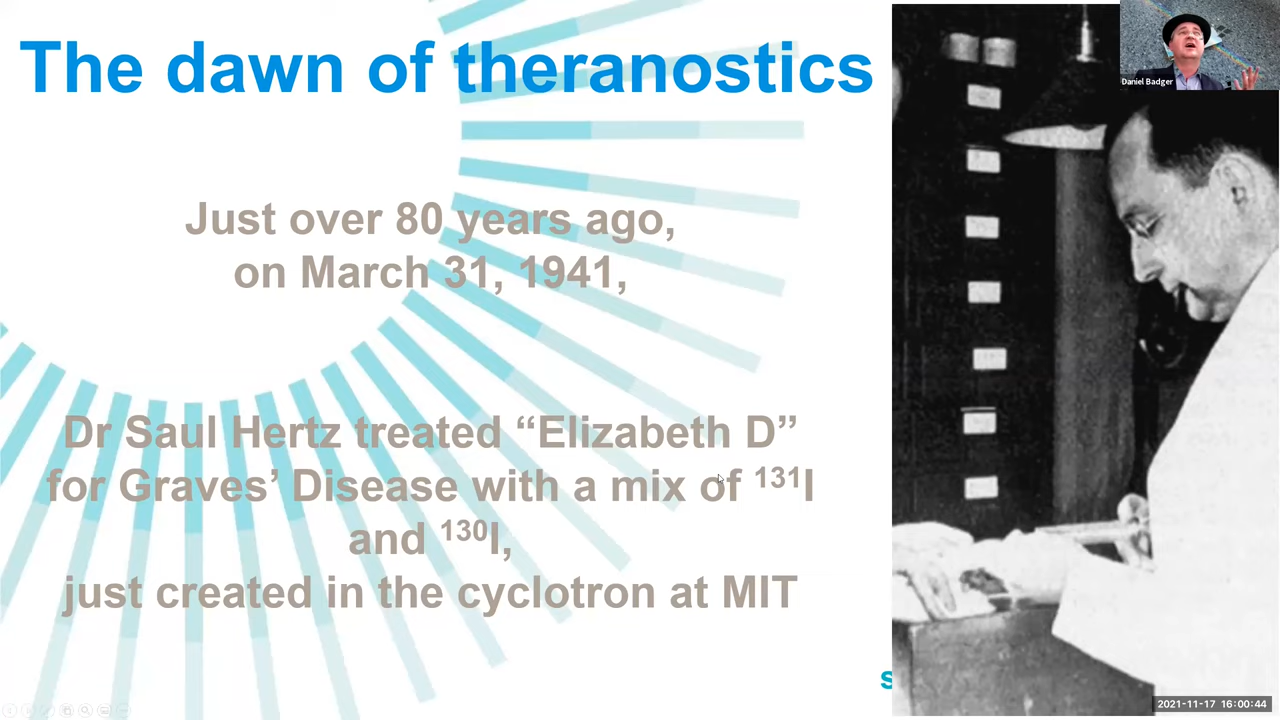 The dawn of theranostics
Daniel Badger
Just over 80 years ago,
on March 31, 1941,
Dr Saul Hertz treated “Elizabeth D”
for Graves’ Disease with a mix of ¹³¹I
and ¹³⁰I,
just created in the cyclotron at MIT
2021-11-17 16:00:44